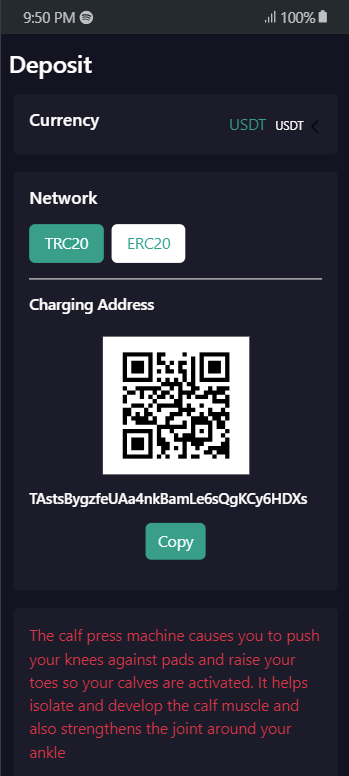 9:50 PM 100%
Deposit
Currency USDT USDT
Network
TRC20 ERC20
Charging Address
TAstsBygzfeUAa4nkBamLe6sQgKCy6HDXs
Copy
The calf press machine causes you to push
your knees against pads and raise your
toes so your calves are activated. It helps
isolate and develop the calf muscle and
also strengthens the joint around your
ankle